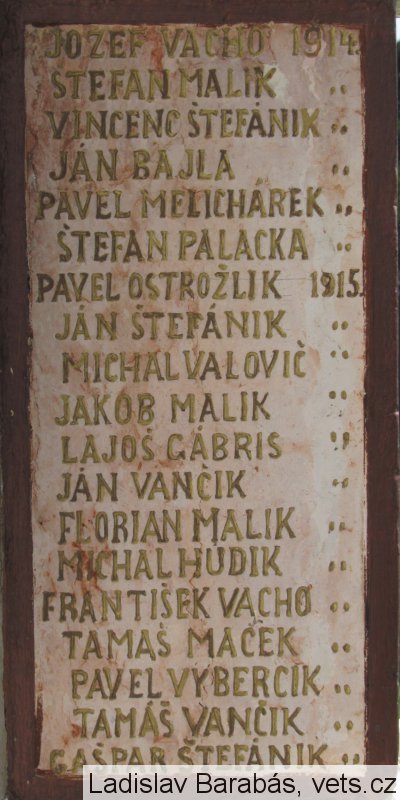 JOZEF VACHO 1914.
ŠTEFAN MALIK „
VINCENC ŠTEFÁNIK „
JÁN BAJLA „
PAVEL MELICHÁREK „
ŠTEFAN PALACKA „
PAVEL OSTROŽLIK 1915.
JÁN ŠTEFÁNIK „
MICHAL VALOVIČ „
JAKOB MALIK „
LAJOŠ GÁBRIS „
JÁN VANČIK „
FLORIAN MALIK „
MICHAL HUDIK „
FRANTIŠEK VACHO „
TAMAŠ MAČEK „
PAVEL VYBERCIK „
TAMÁŠ VANČIK „
GAŠPAR ŠTEFÁNIK „
Ladislav Barabás, vets.cz